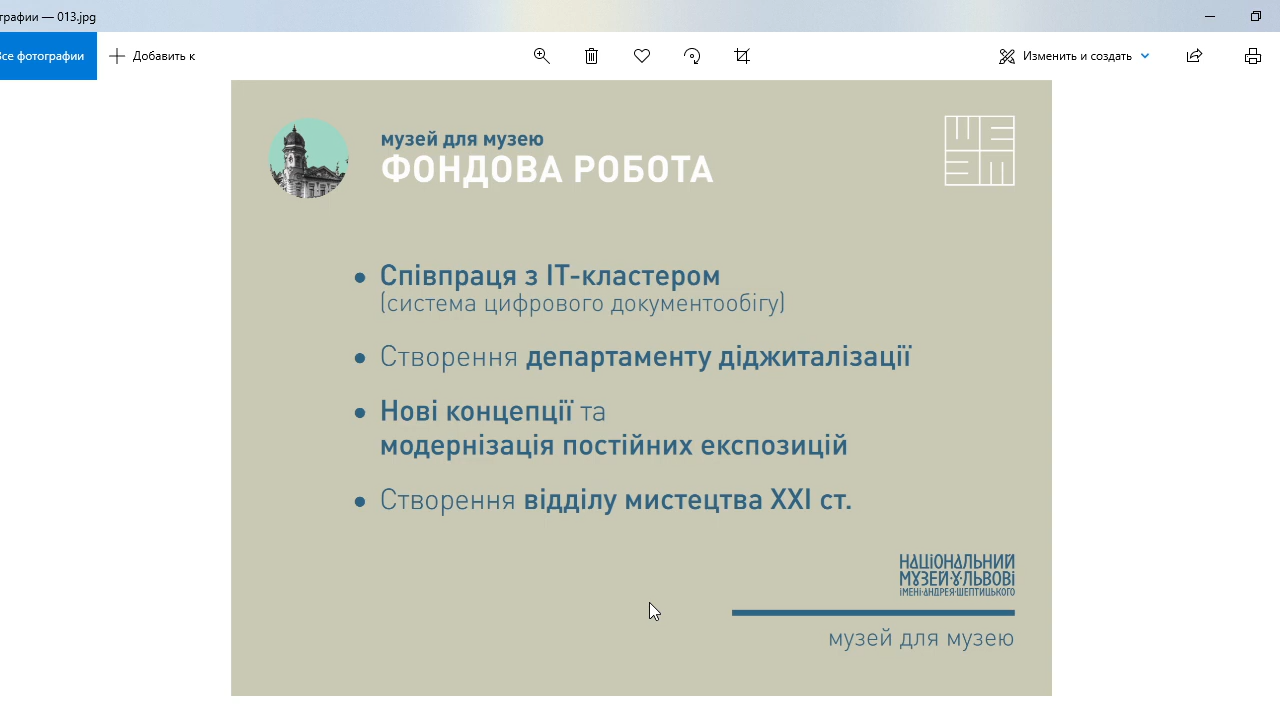 графии — 013.jpg
Все фотографии
Добавить к
Изменить и создать
музей для музею
ФОНДОВА РОБОТА
• Співпраця з ІТ-кластером
(система цифрового документообігу)
• Створення департаменту діджиталізації
• Нові концепції та
модернізація постійних експозицій
• Створення відділу мистецтва ХХІ ст.
НАЦІОНАЛЬНИЙ
МУЗЕЙ·У·ЛЬВОВІ
ІМЕНІ·АНДРЕЯ·ШЕПТИЦЬКОГО
музей для музею